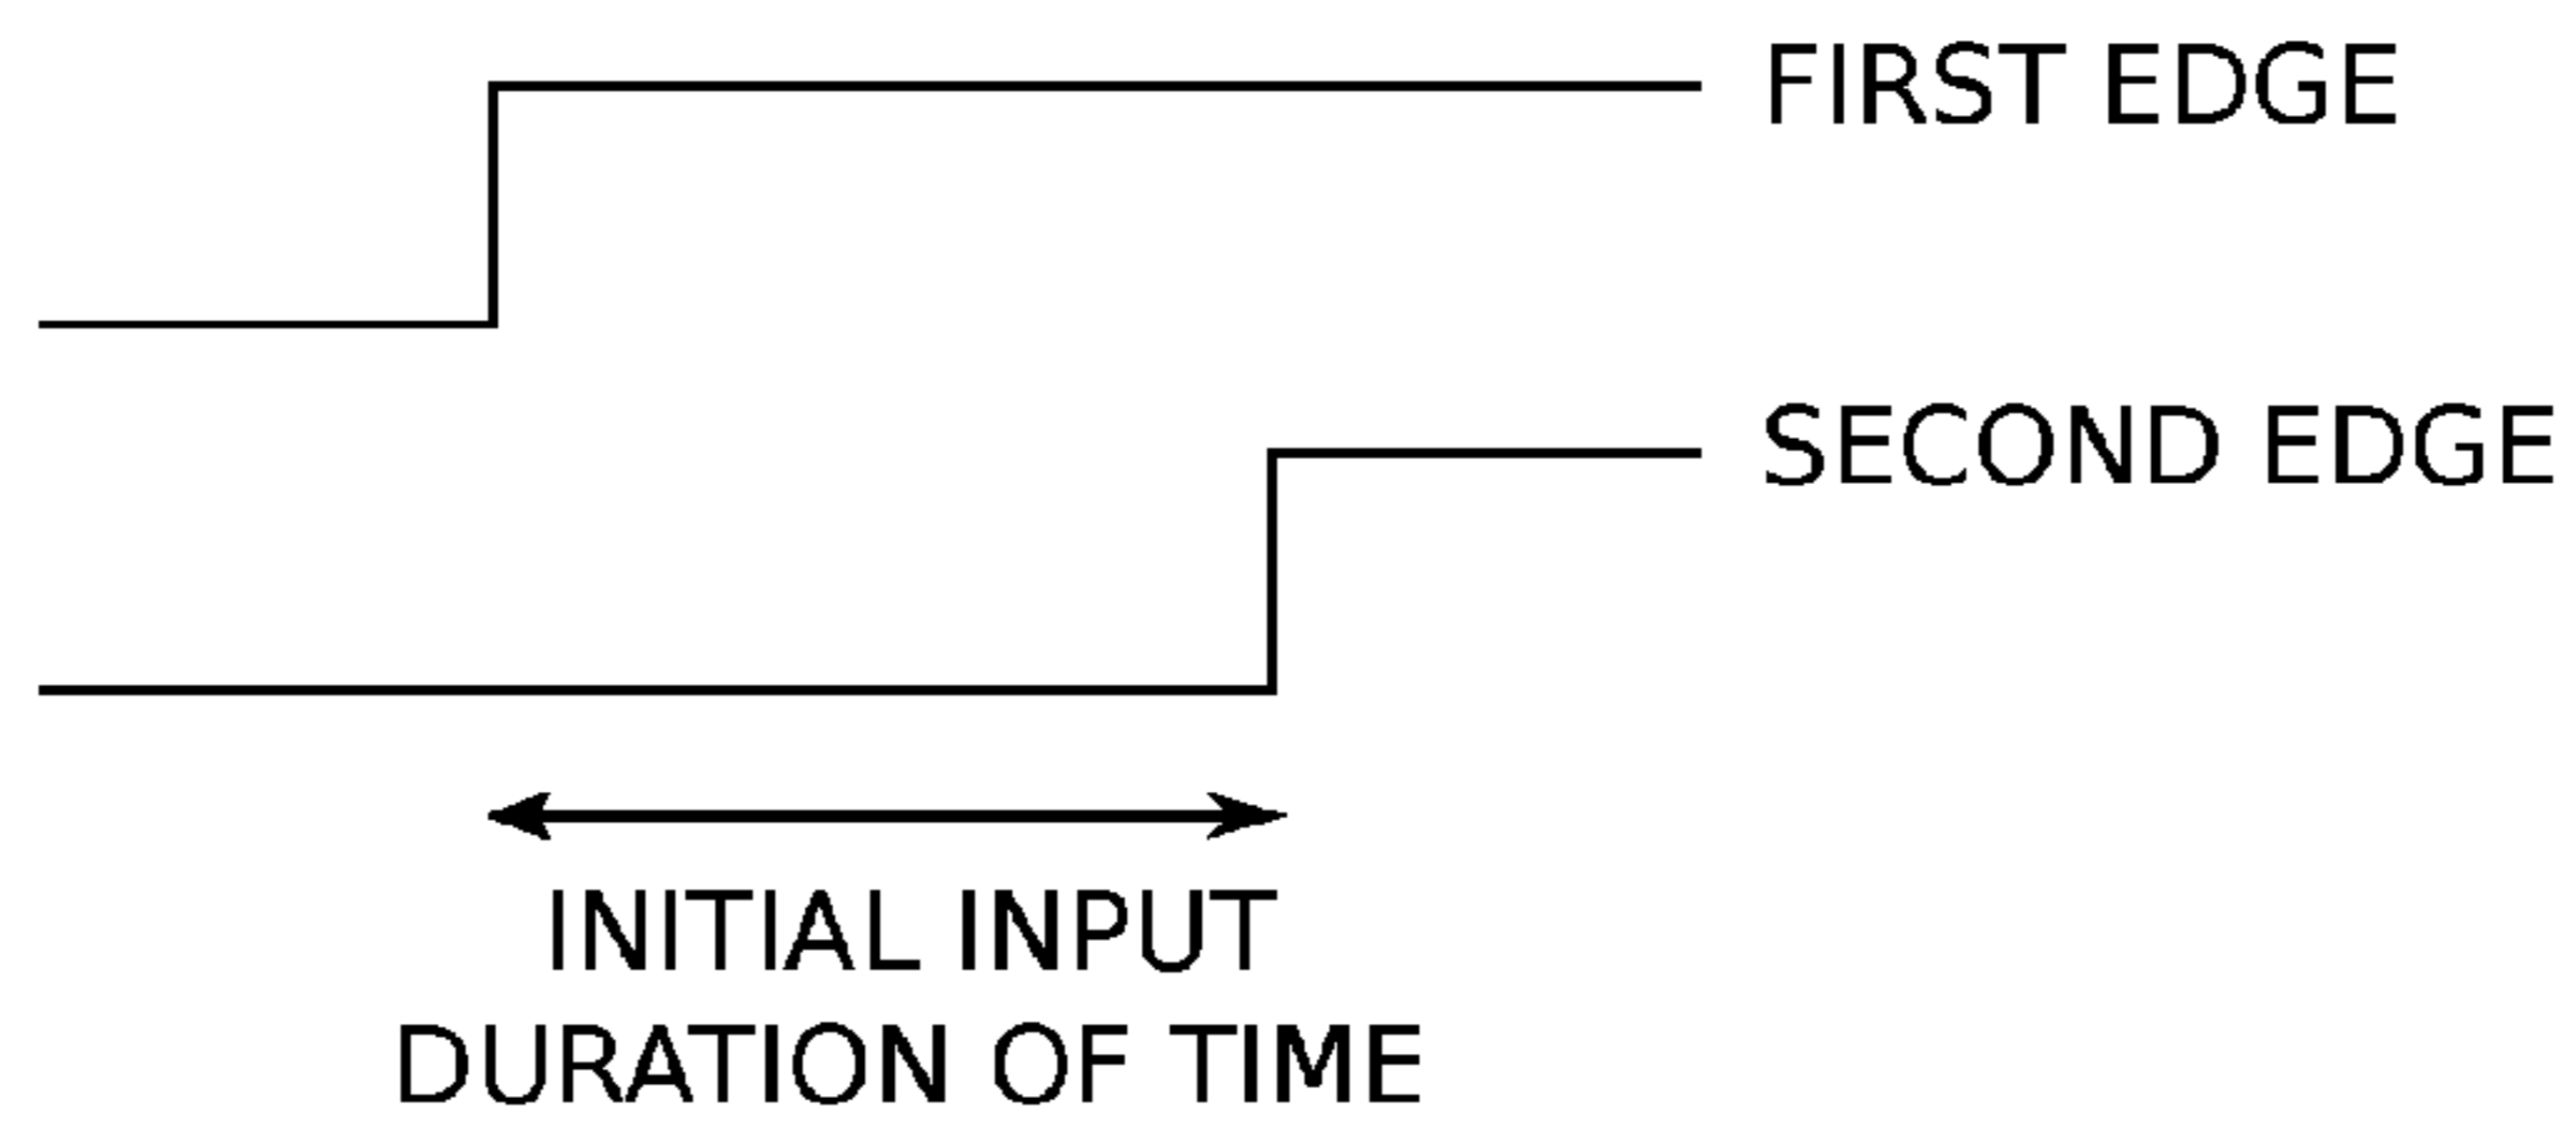 FIRST EDGE
SECOND EDGE
INITIAL INPUT
DURATION OF TIME